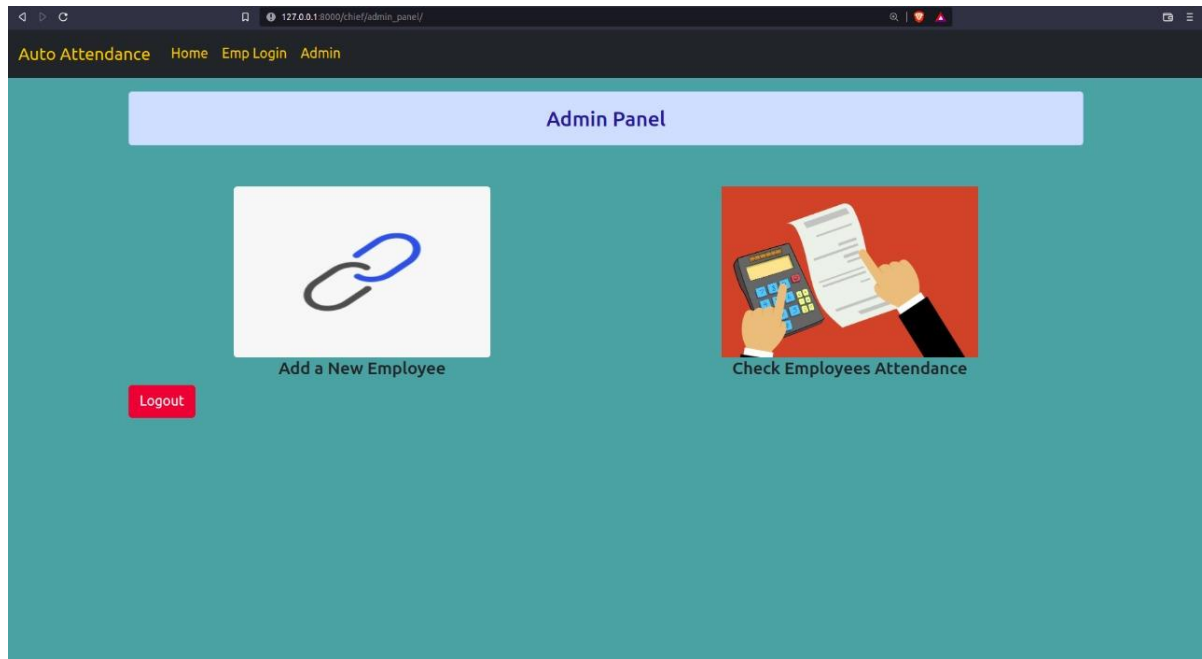 127.0.0.1:8000/chief/admin_panel/
Auto Attendance Home Emp Login Admin
Admin Panel
Add a New Employee
Check Employees Attendance
Logout